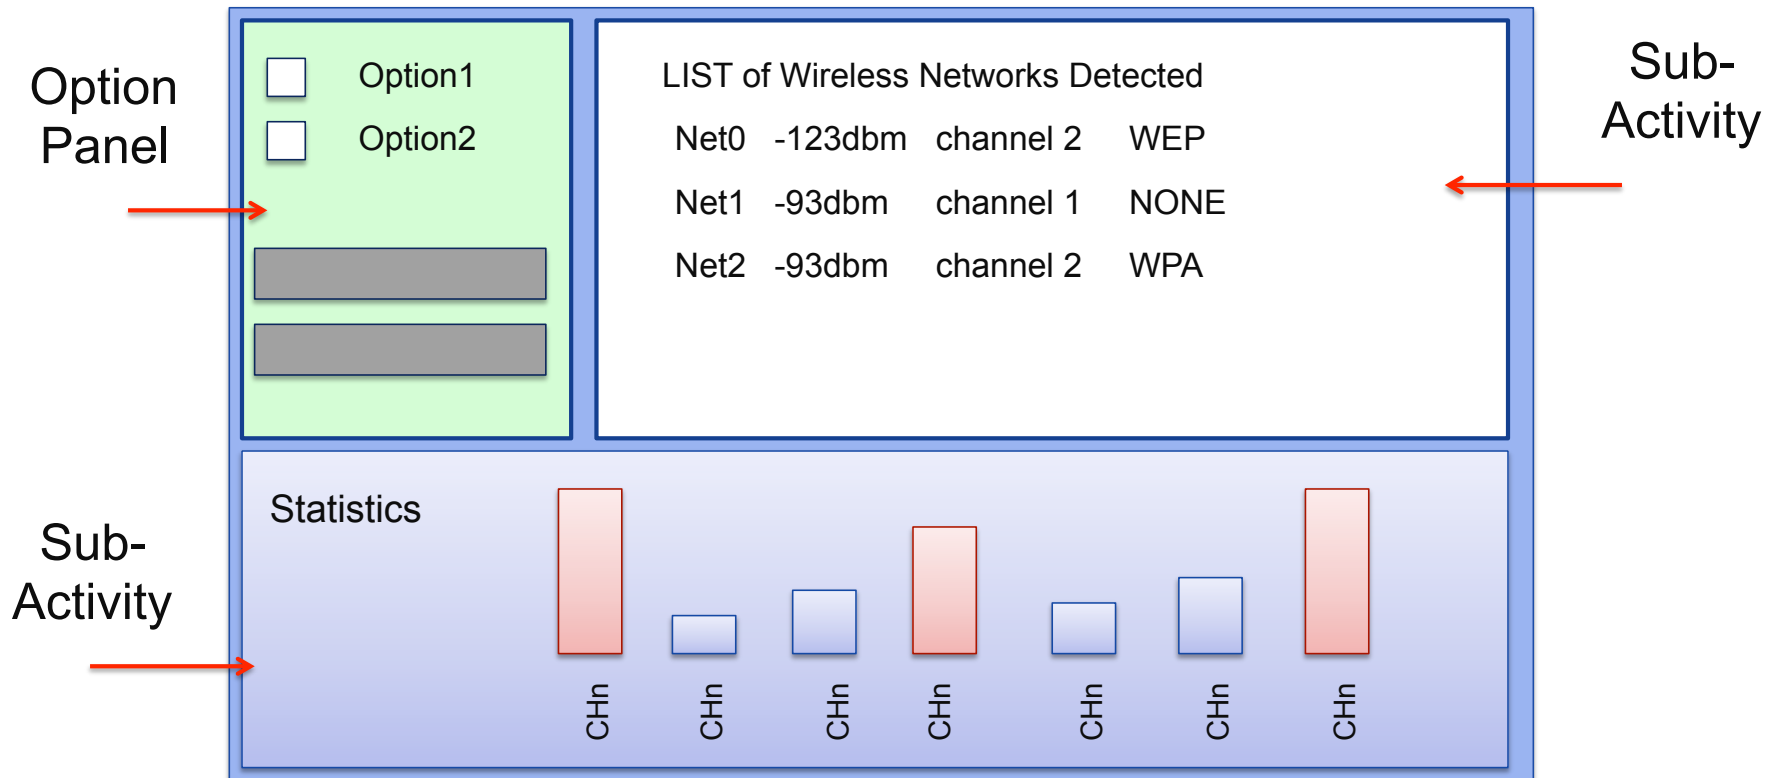 Option
Panel
Option1
Option2
LIST of Wireless Networks Detected
Net0 -123dbm channel 2 WEP
Net1 -93dbm channel 1 NONE
Net2 -93dbm channel 2 WPA
Sub-
Activity
Sub-
Activity
Statistics
CHn
CHn
CHn
CHn
CHn
CHn
CHn